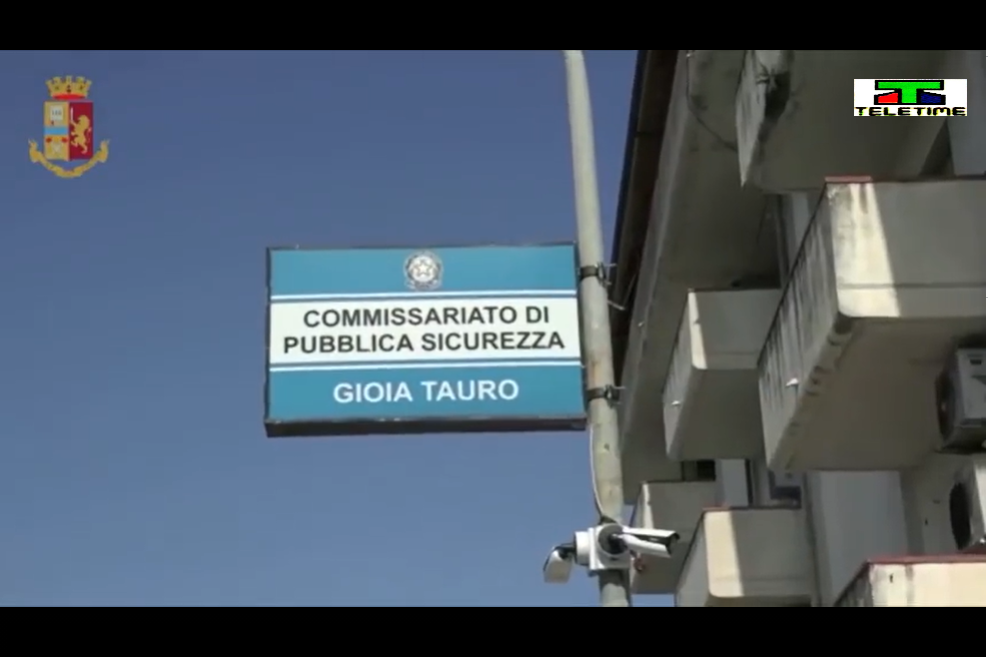 TELETIME
COMMISSARIATO DI
PUBBLICA SICUREZZA
GIOIA TAURO